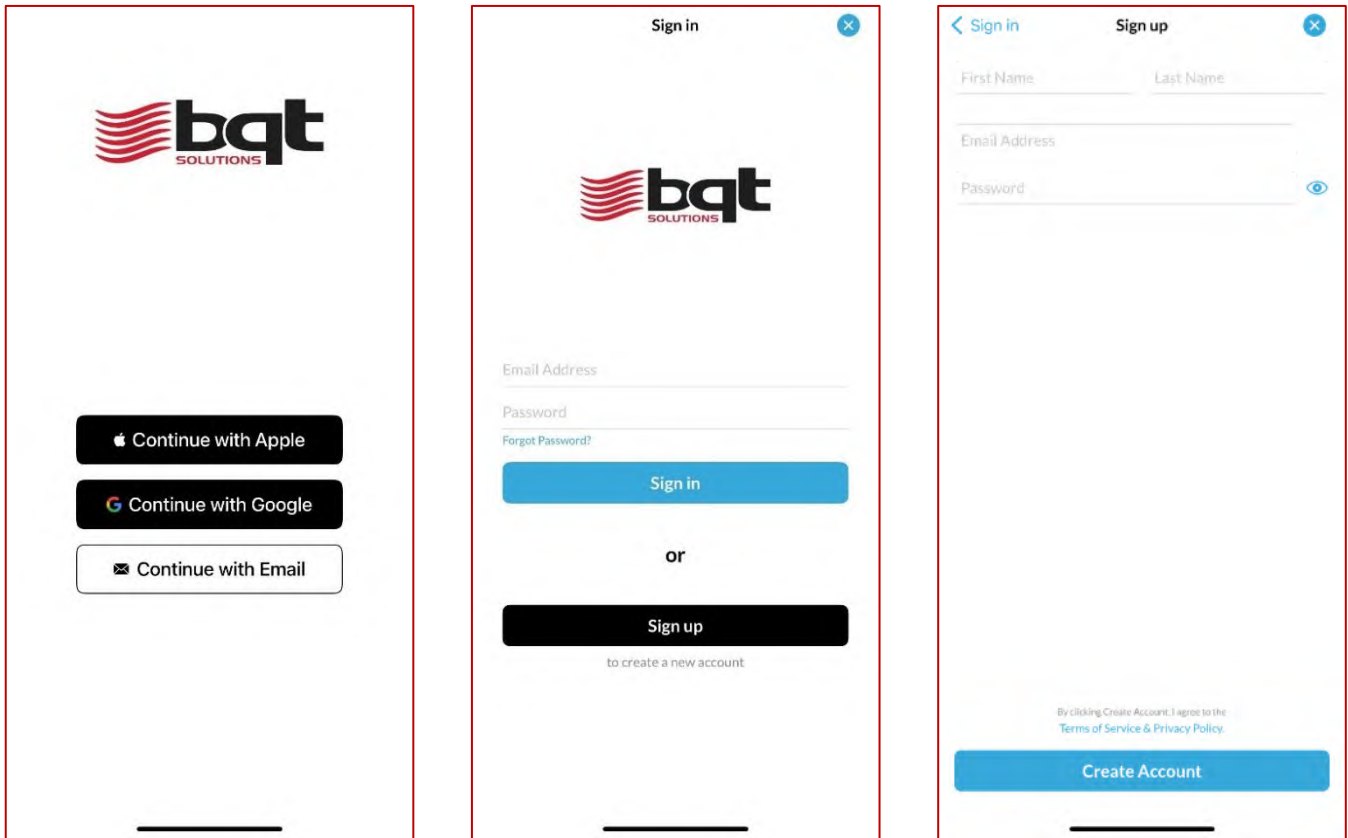 bqt
SOLUTIONS
Continue with Apple
Continue with Google
Continue with Email
Sign in
bqt
SOLUTIONS
Email Address
Password
Forgot Password?
Sign in
or
Sign up
to create a new account
Sign in
Sign up
First Name Last Name
Email Address
Password
By clicking Create Account, I agree to the
Terms of Service & Privacy Policy.
Create Account